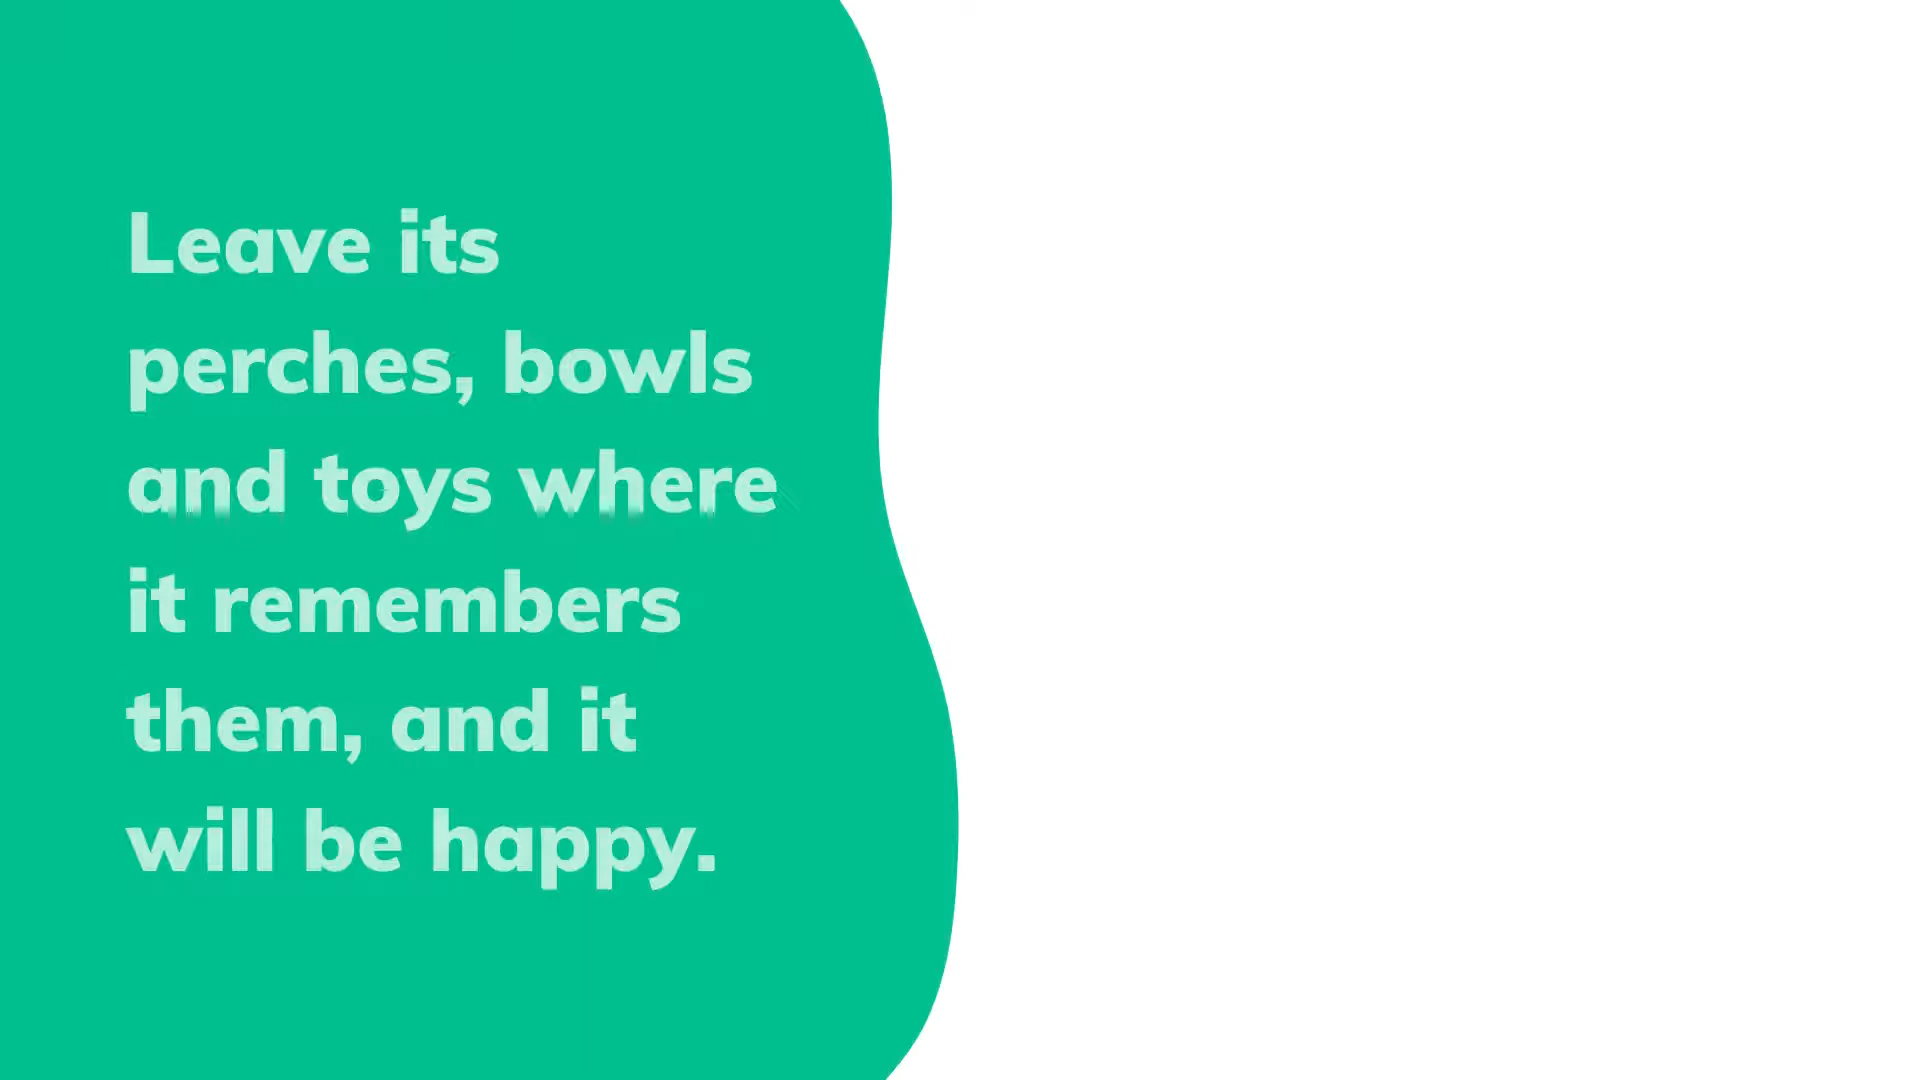 Leave its
perches, bowls
and toys where
it remembers
them, and it
will be happy.